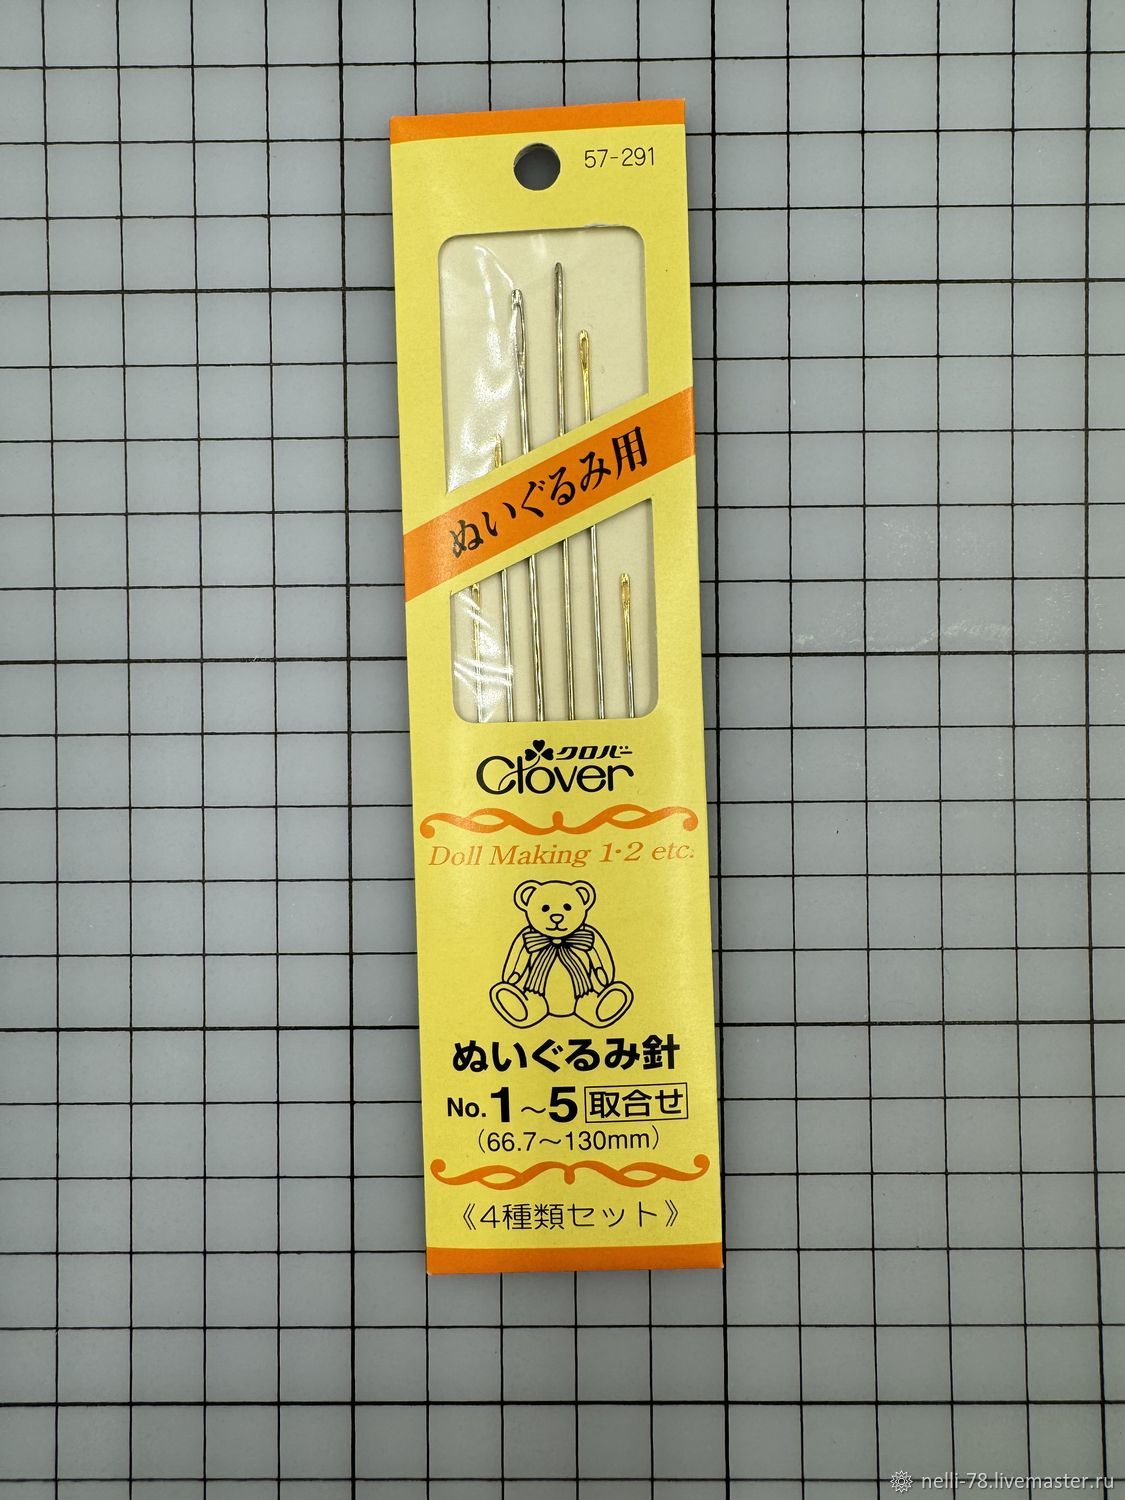 57-291
ぬいぐるみ用
クロバー
Clover
Doll Making 1·2 etc.
ぬいぐるみ針
No.1～5 取合せ
（66.7～130mm）
《4種類セット》
nelli-78.livemaster.ru